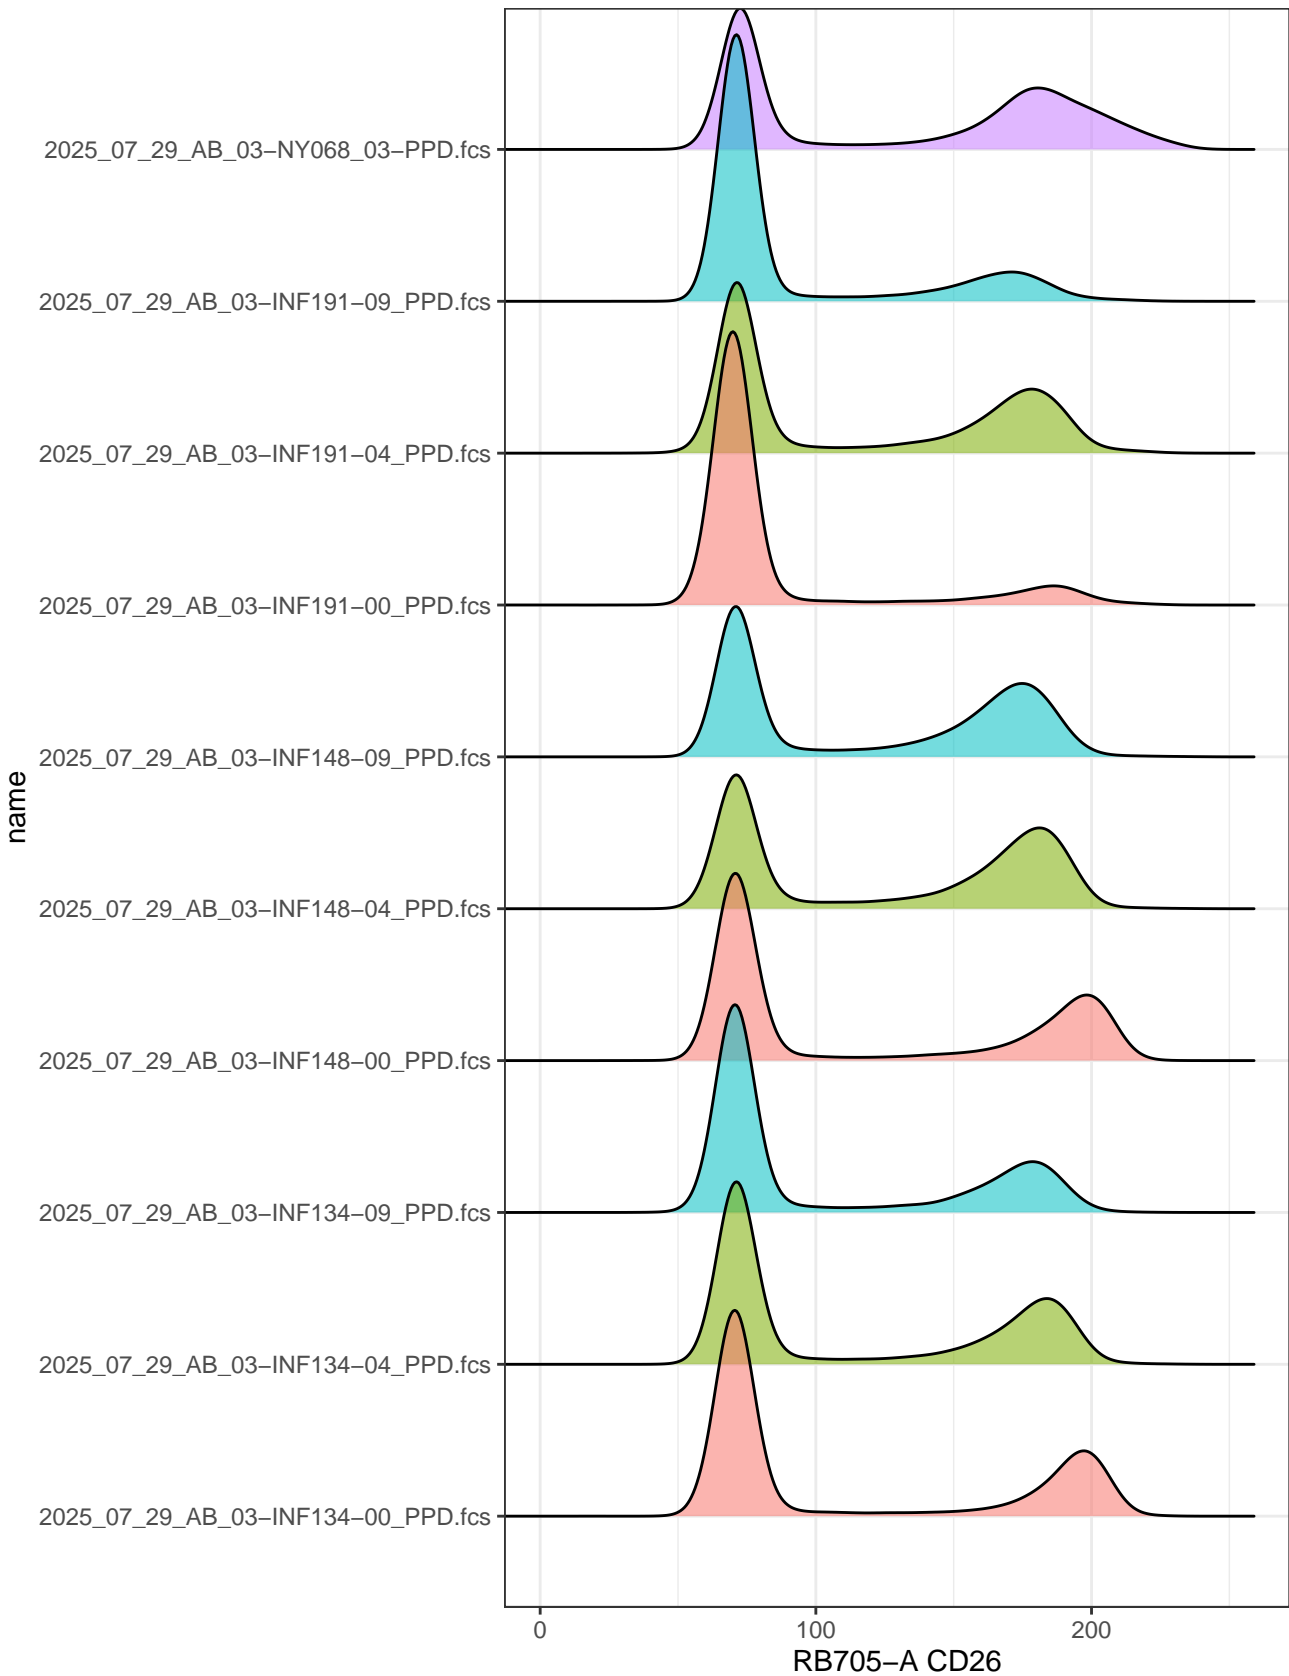 2025_07_29_AB_03−NY068_03−PPD.fcs
2025_07_29_AB_03−INF191−09_PPD.fcs
2025_07_29_AB_03−INF191−04_PPD.fcs
2025_07_29_AB_03−INF191−00_PPD.fcs
2025_07_29_AB_03−INF148−09_PPD.fcs
name
2025_07_29_AB_03−INF148−04_PPD.fcs
2025_07_29_AB_03−INF148−00_PPD.fcs
2025_07_29_AB_03−INF134−09_PPD.fcs
2025_07_29_AB_03−INF134−04_PPD.fcs
2025_07_29_AB_03−INF134−00_PPD.fcs
0 100 200
RB705−A CD26